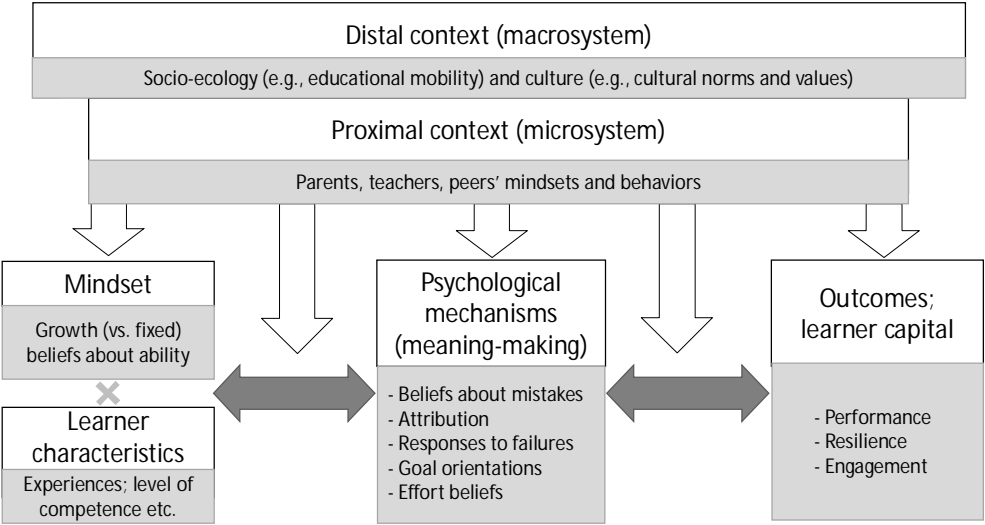 Distal context (macrosystem)
Socio-ecology (e.g., educational mobility) and culture (e.g., cultural norms and values)
Proximal context (microsystem)
Parents, teachers, peers’ mindsets and behaviors
Mindset
Growth (vs. fixed)
beliefs about ability
Learner
characteristics
Experiences; level of
competence etc.
Psychological
mechanisms
(meaning-making)
- Beliefs about mistakes
- Attribution
- Responses to failures
- Goal orientations
- Effort beliefs
Outcomes;
learner capital
- Performance
- Resilience
- Engagement